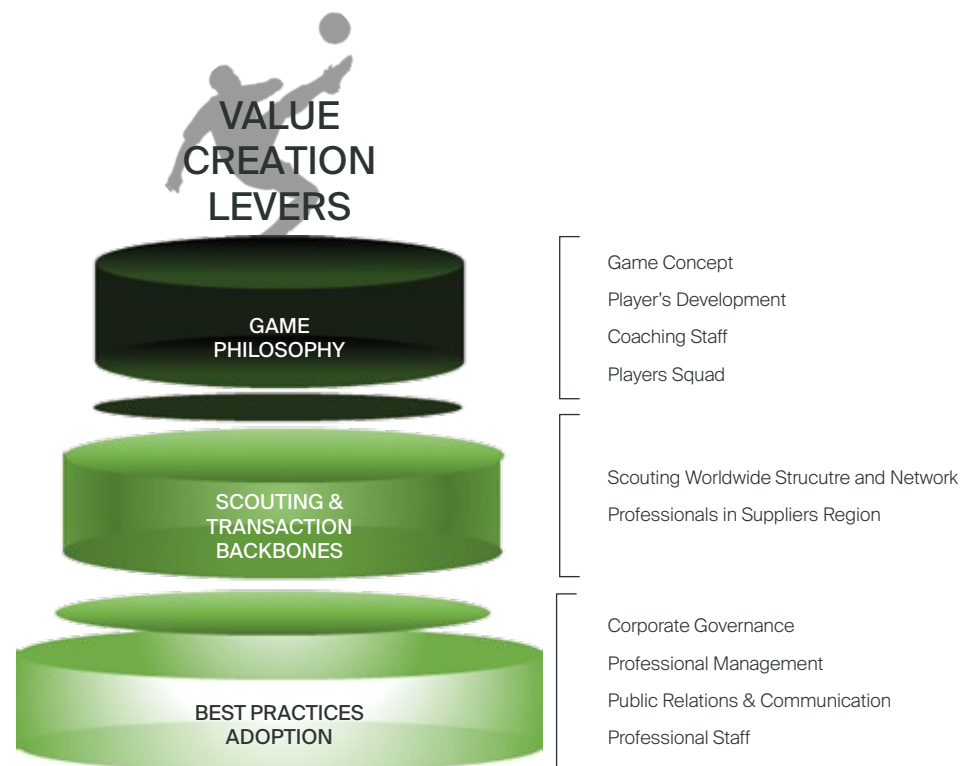 VALUE
CREATION
LEVERS
GAME
PHILOSOPHY
Game Concept
Player's Development
Coaching Staff
Players Squad
SCOUTING &
TRANSACTION
BACKBONES
Scouting Worldwide Strucutre and Network
Professionals in Suppliers Region
BEST PRACTICES
ADOPTION
Corporate Governance
Professional Management
Public Relations & Communication
Professional Staff